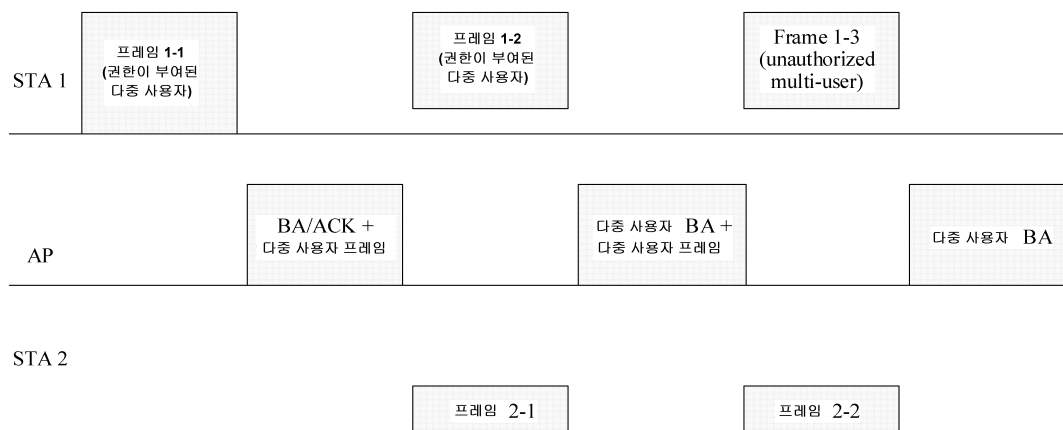 STA 1
프레임 1-1
(권한이 부여된
다중 사용자)
프레임 1-2
(권한이 부여된
다중 사용자)
Frame 1-3
(unauthorized
multi-user)
AP
BA/ACK +
다중 사용자 프레임
다중 사용자 BA +
다중 사용자 프레임
다중 사용자 BA
STA 2
프레임 2-1
프레임 2-2